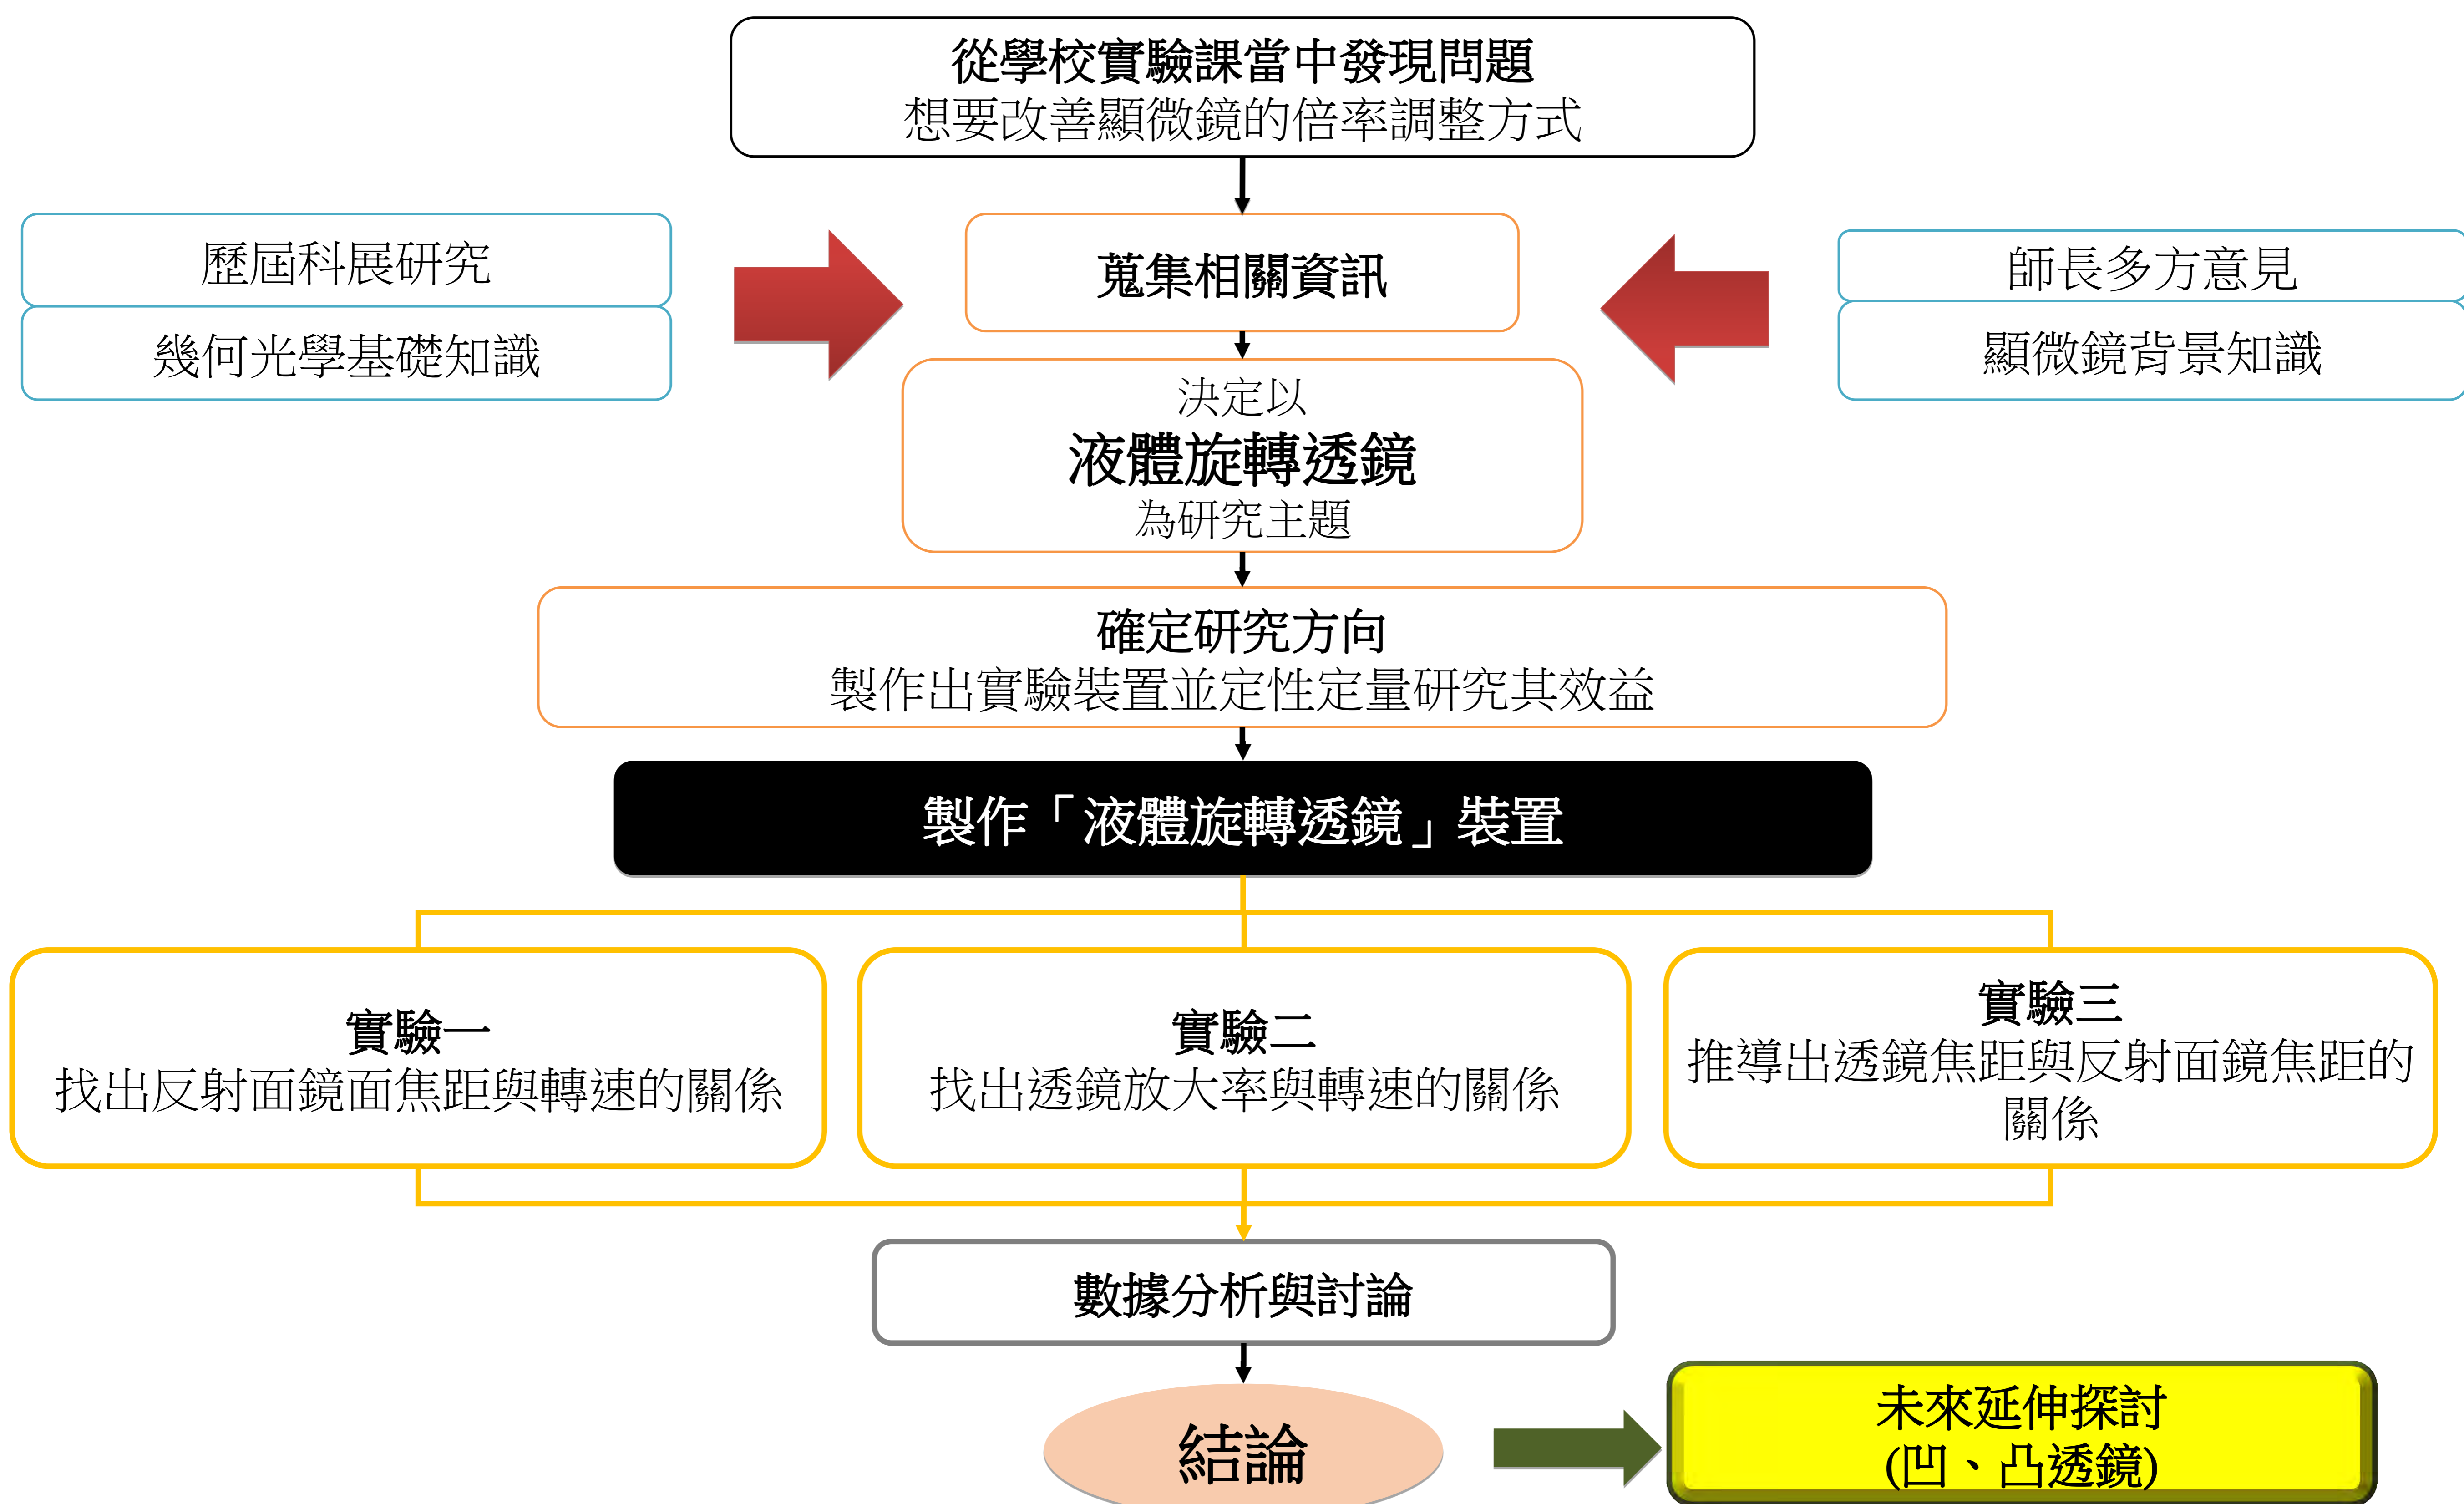 從學校實驗課當中發現問題
想要改善顯微鏡的倍率調整方式
歷屆科展研究
幾何光學基礎知識
蒐集相關資訊
師長多方意見
顯微鏡背景知識
決定以
液體旋轉透鏡
為研究主題
確定研究方向
製作出實驗裝置並定性定量研究其效益
製作「液體旋轉透鏡」裝置
實驗一
找出反射面鏡面焦距與轉速的關係
實驗二
找出透鏡放大率與轉速的關係
實驗三
推導出透鏡焦距與反射面鏡焦距的
關係
數據分析與討論
結論
未來延伸探討
(凹、凸透鏡)